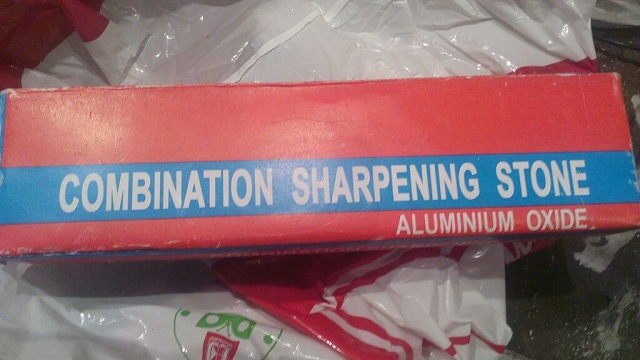 COMBINATION SHARPENING STONE
ALUMINIUM OXIDE